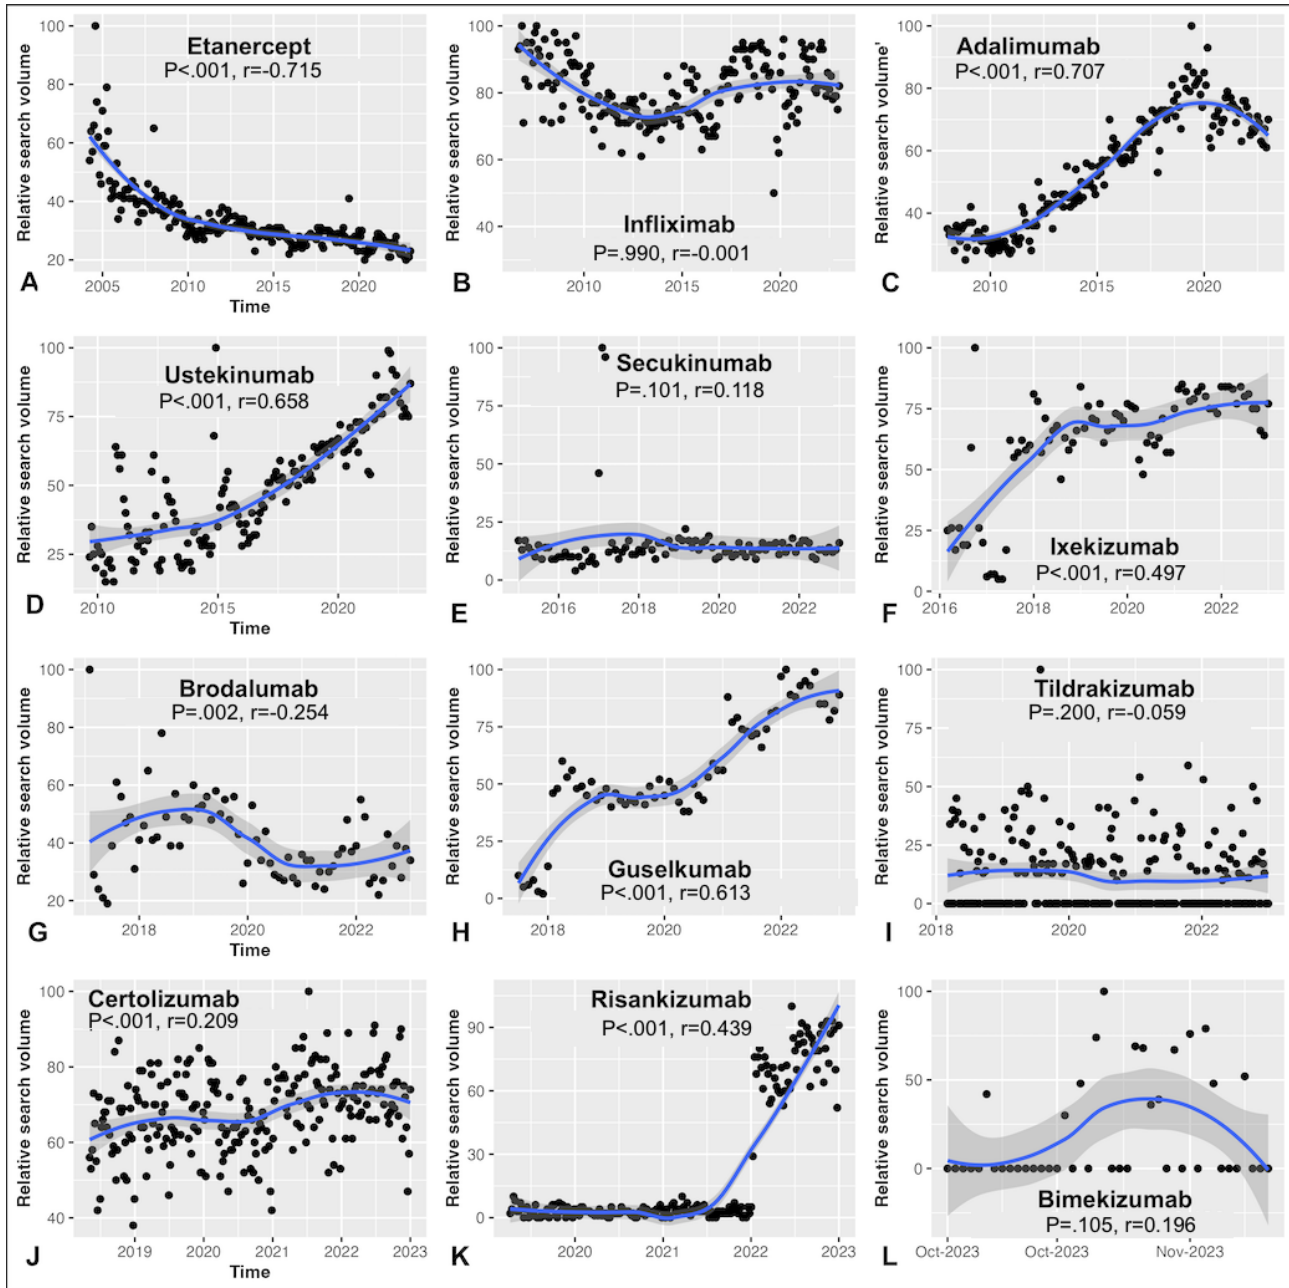 Relative search volume
100
80
60
40
20
Etanercept
P<.001, r=-0.715
2005
2010
2015
2020
A
Time
Relative search volume
100
80
60
40
Infliximab
P=.990, r=-0.001
2010
2015
2020
B
Relative search volume'
100
80
60
40
Adalimumab
P<.001, r=0.707
2010
2015
2020
C
Relative search volume
100
75
50
25
Ustekinumab
P<.001, r=0.658
2010
2015
2020
D
Time
Relative search volume
100
75
50
25
0
Secukinumab
P=.101, r=0.118
2016
2018
2020
2022
E
Relative search volume
100
75
50
25
0
Ixekizumab
P<.001, r=0.497
2016
2018
2020
2022
F
Relative search volume
100
80
60
40
20
Brodalumab
P=.002, r=-0.254
2018
2020
2022
G
Time
Relative search volume
100
75
50
25
0
Guselkumab
P<.001, r=0.613
2018
2020
2022
H
Relative search volume
100
75
50
25
0
Tildrakizumab
P=.200, r=-0.059
2018
2020
2022
I
Relative search volume
100
80
60
40
Certolizumab
P<.001, r=0.209
2019
2020
2021
2022
2023
J
Time
Relative search volume
90
60
30
0
Risankizumab
P<.001, r=0.439
2020
2021
2022
2023
K
Relative search volume
100
50
0
Bimekizumab
P=.105, r=0.196
Oct-2023
Oct-2023
Nov-2023
L